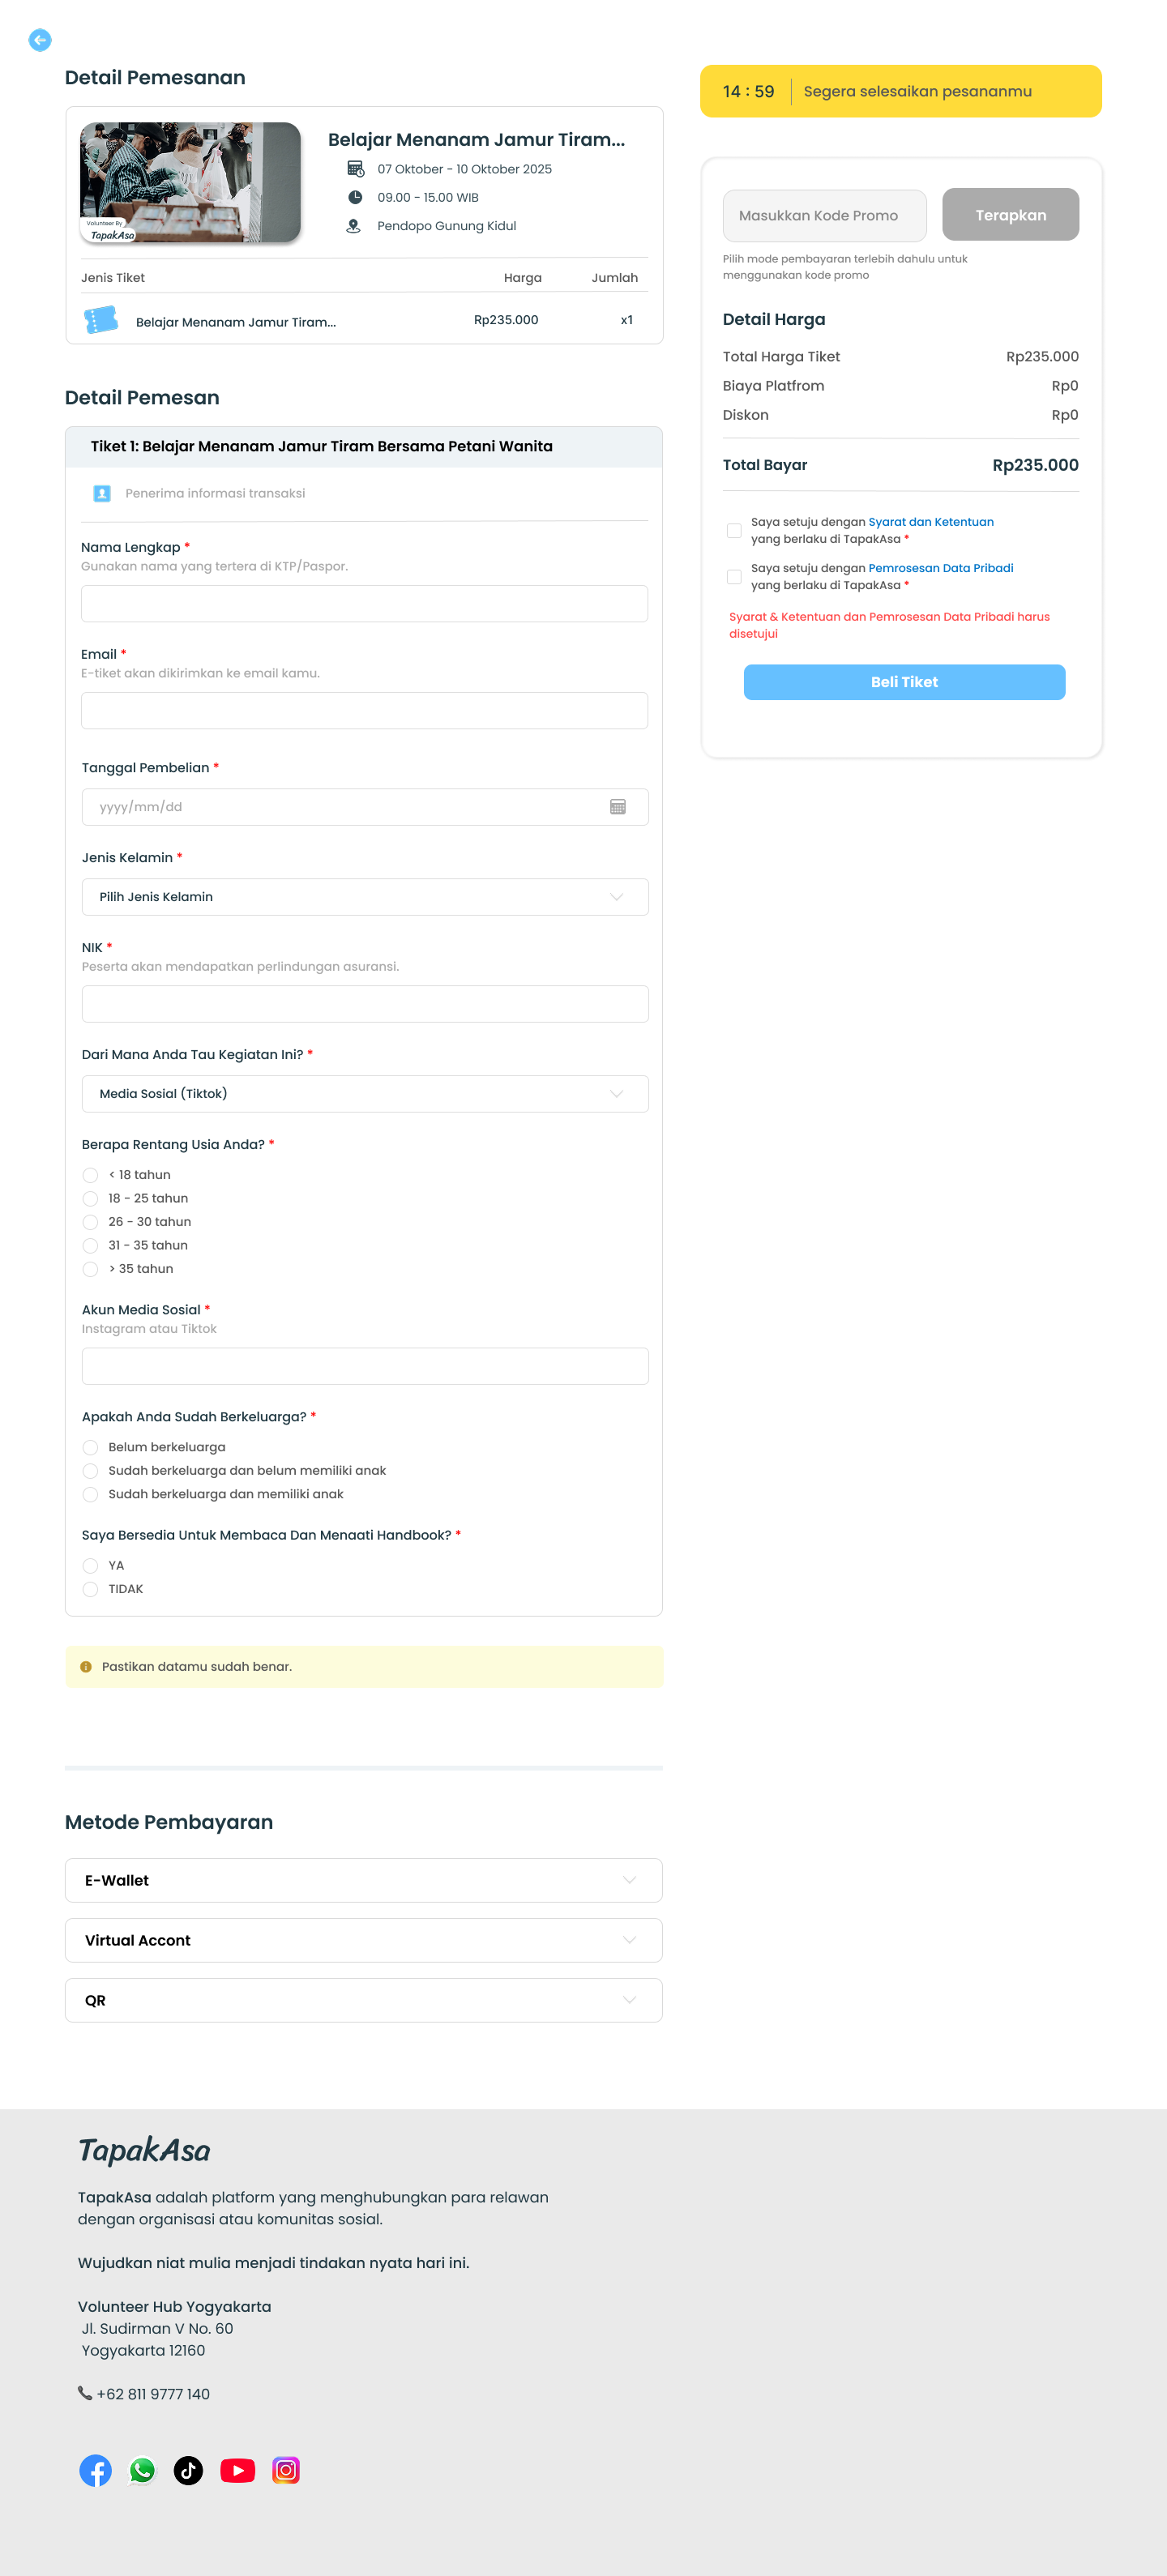 Detail Pemesanan
Volunteer By
TapakAsa
Belajar Menanam Jamur Tiram...
07 Oktober - 10 Oktober 2025
09.00 - 15.00 WIB
Pendopo Gunung Kidul
Jenis Tiket Harga Jumlah
Belajar Menanam Jamur Tiram... Rp235.000 x1
Detail Pemesan
Tiket 1: Belajar Menanam Jamur Tiram Bersama Petani Wanita
Penerima informasi transaksi
Nama Lengkap *
Gunakan nama yang tertera di KTP/Paspor.
Email *
E-tiket akan dikirimkan ke email kamu.
Tanggal Pembelian *
yyyy/mm/dd
Jenis Kelamin *
Pilih Jenis Kelamin
NIK *
Peserta akan mendapatkan perlindungan asuransi.
Dari Mana Anda Tau Kegiatan Ini? *
Media Sosial (Tiktok)
Berapa Rentang Usia Anda? *
< 18 tahun
18 - 25 tahun
26 - 30 tahun
31 - 35 tahun
> 35 tahun
Akun Media Sosial *
Instagram atau Tiktok
Apakah Anda Sudah Berkeluarga? *
Belum berkeluarga
Sudah berkeluarga dan belum memiliki anak
Sudah berkeluarga dan memiliki anak
Saya Bersedia Untuk Membaca Dan Menaati Handbook? *
YA
TIDAK
Pastikan datamu sudah benar.
Metode Pembayaran
E-Wallet
Virtual Accont
QR
14 : 59 Segera selesaikan pesananmu
Masukkan Kode Promo Terapkan
Pilih mode pembayaran terlebih dahulu untuk
menggunakan kode promo
Detail Harga
Total Harga Tiket Rp235.000
Biaya Platfrom Rp0
Diskon Rp0
Total Bayar Rp235.000
Saya setuju dengan Syarat dan Ketentuan
yang berlaku di TapakAsa *
Saya setuju dengan Pemrosesan Data Pribadi
yang berlaku di TapakAsa *
Syarat & Ketentuan dan Pemrosesan Data Pribadi harus
disetujui
Beli Tiket
TapakAsa
TapakAsa adalah platform yang menghubungkan para relawan
dengan organisasi atau komunitas sosial.
Wujudkan niat mulia menjadi tindakan nyata hari ini.
Volunteer Hub Yogyakarta
Jl. Sudirman V No. 60
Yogyakarta 12160
+62 811 9777 140